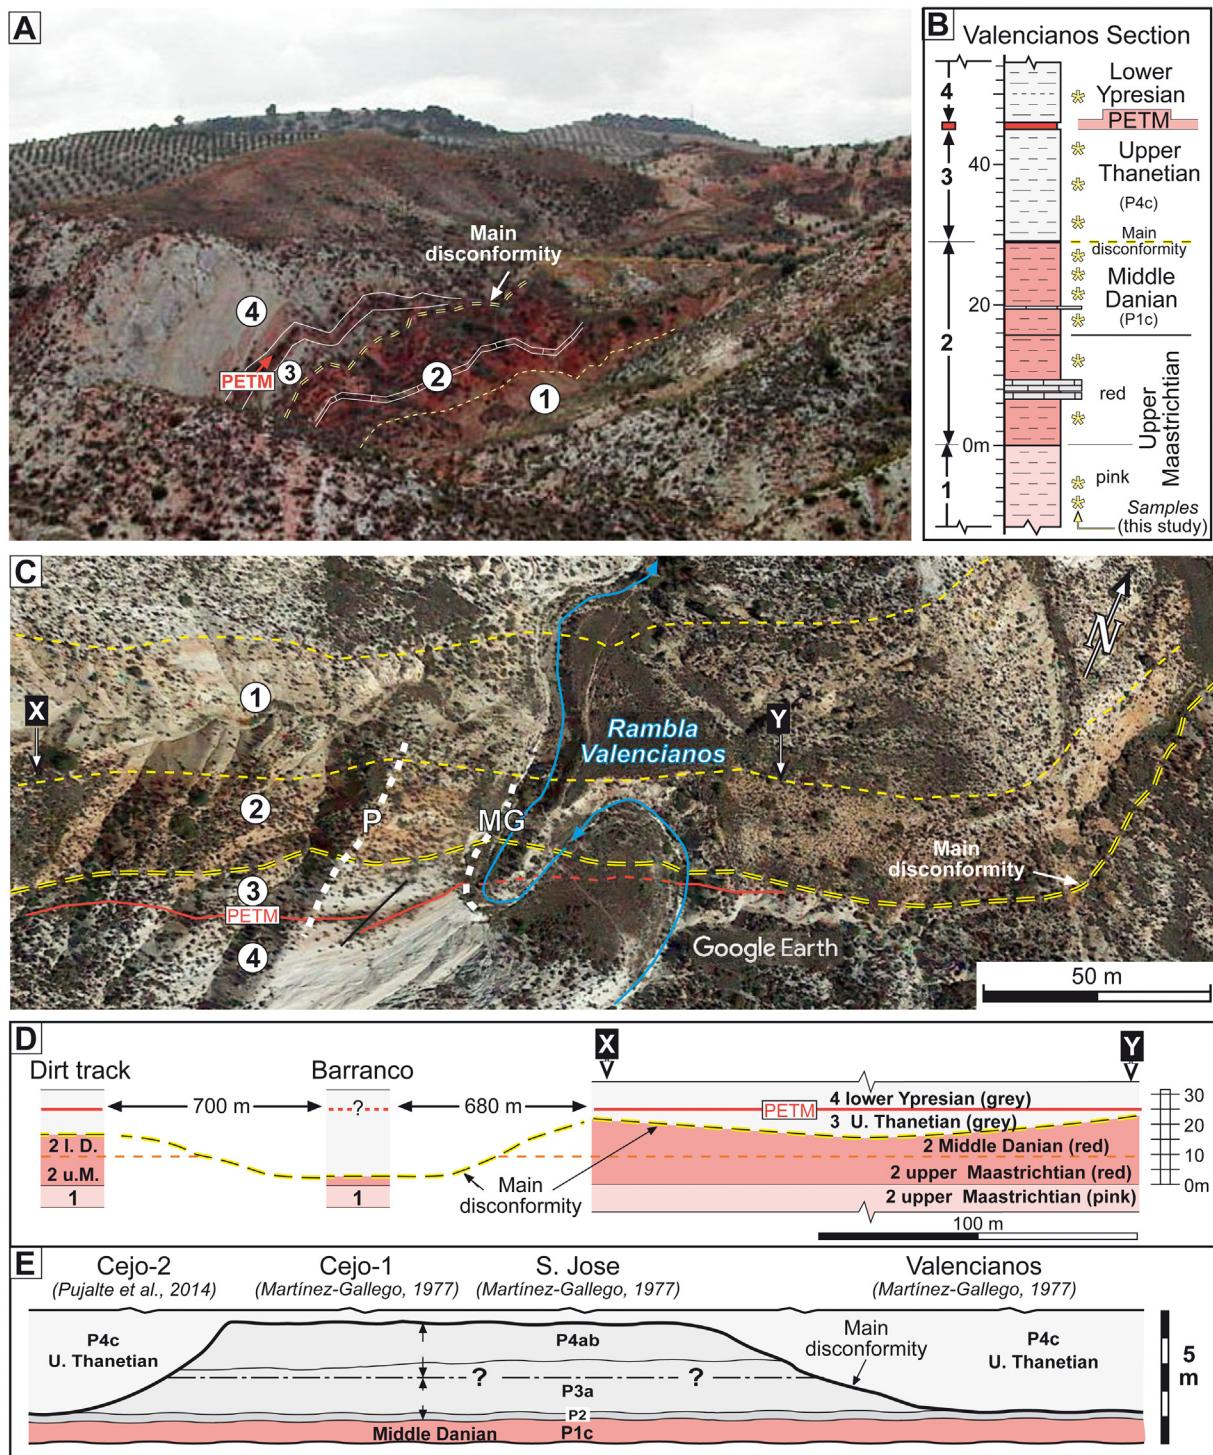 A
Main
disconformity
4
PETM
3
2
1
B
Valencianos Section
4
3
2
1
40
20
0m
Lower
Ypresian
PETM
Upper
Thanetian
(P4c)
Main
disconformity
Middle
Danian
(P1c)
red
Upper
Maastrichtian
pink
Samples
(this study)
C
N
X
1
Y
Rambla
Valencianos
2
P
MG
3
PETM
4
Main
disconformity
Google Earth
50 m
D
X
Y
Dirt track
Barranco
700 m
?
680 m
2 l. D.
2 u.M.
1
1
Main
disconformity
4 lower Ypresian (grey)
PETM
3 U. Thanetian (grey)
2 Middle Danian (red)
2 upper Maastrichtian (red)
2 upper Maastrichtian (pink)
30
20
10
0m
100 m
E
Cejo-2
(Pujalte et al., 2014)
Cejo-1
(Martínez-Gallego, 1977)
S. Jose
(Martínez-Gallego, 1977)
Valencianos
(Martínez-Gallego, 1977)
P4c
U. Thanetian
P4ab
?
?
P3a
P2
Middle Danian
P1c
Main
disconformity
P4c
U. Thanetian
5
m